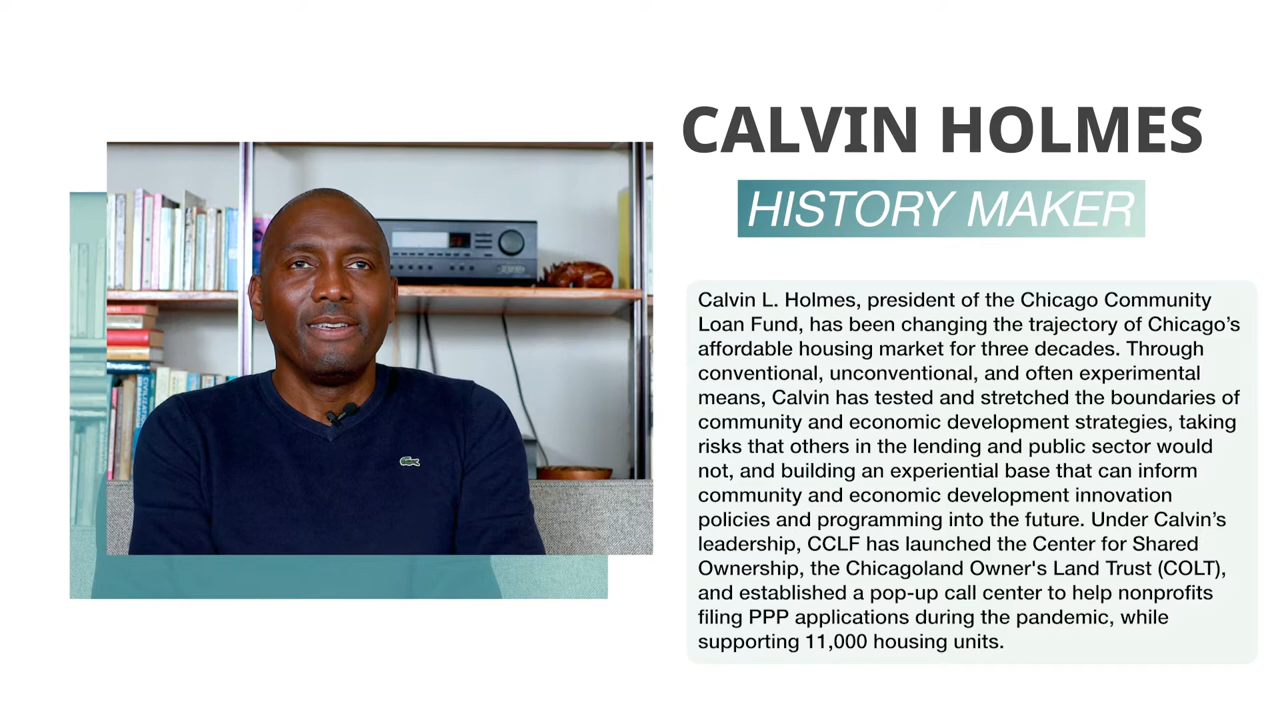 CALVIN HOLMES
HISTORY MAKER
Calvin L. Holmes, president of the Chicago Community
Loan Fund, has been changing the trajectory of Chicago’s
affordable housing market for three decades. Through
conventional, unconventional, and often experimental
means, Calvin has tested and stretched the boundaries of
community and economic development strategies, taking
risks that others in the lending and public sector would
not, and building an experiential base that can inform
community and economic development innovation
policies and programming into the future. Under Calvin’s
leadership, CCLF has launched the Center for Shared
Ownership, the Chicagoland Owner's Land Trust (COLT),
and established a pop-up call center to help nonprofits
filing PPP applications during the pandemic, while
supporting 11,000 housing units.